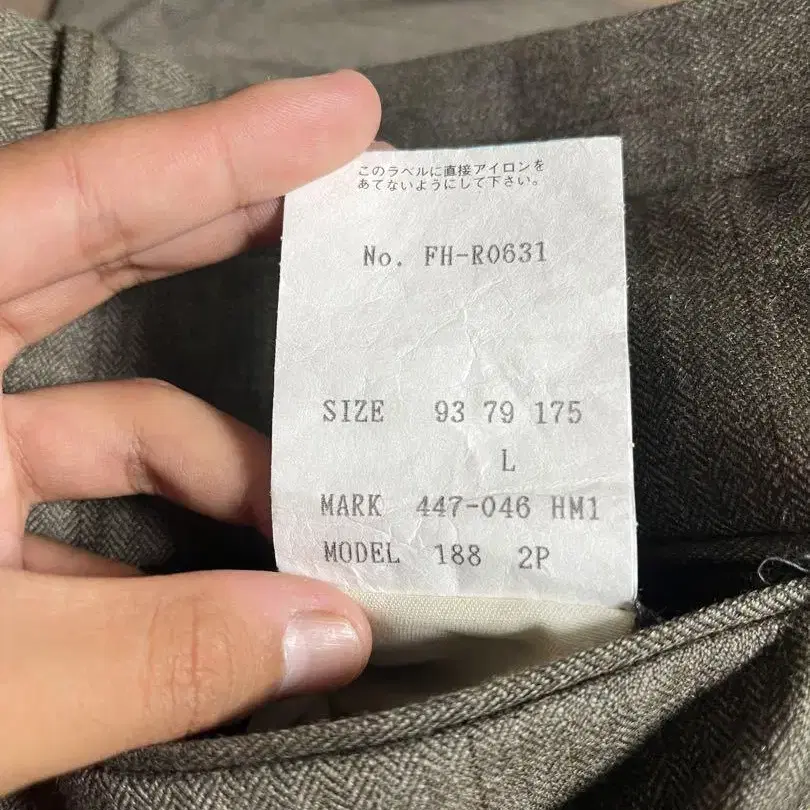 このラベルに直接アイロンを
あてないようにして下さい。
No. FH-R0631
SIZE 93 79 175
L
MARK 447-046 HM1
MODEL 188 2P